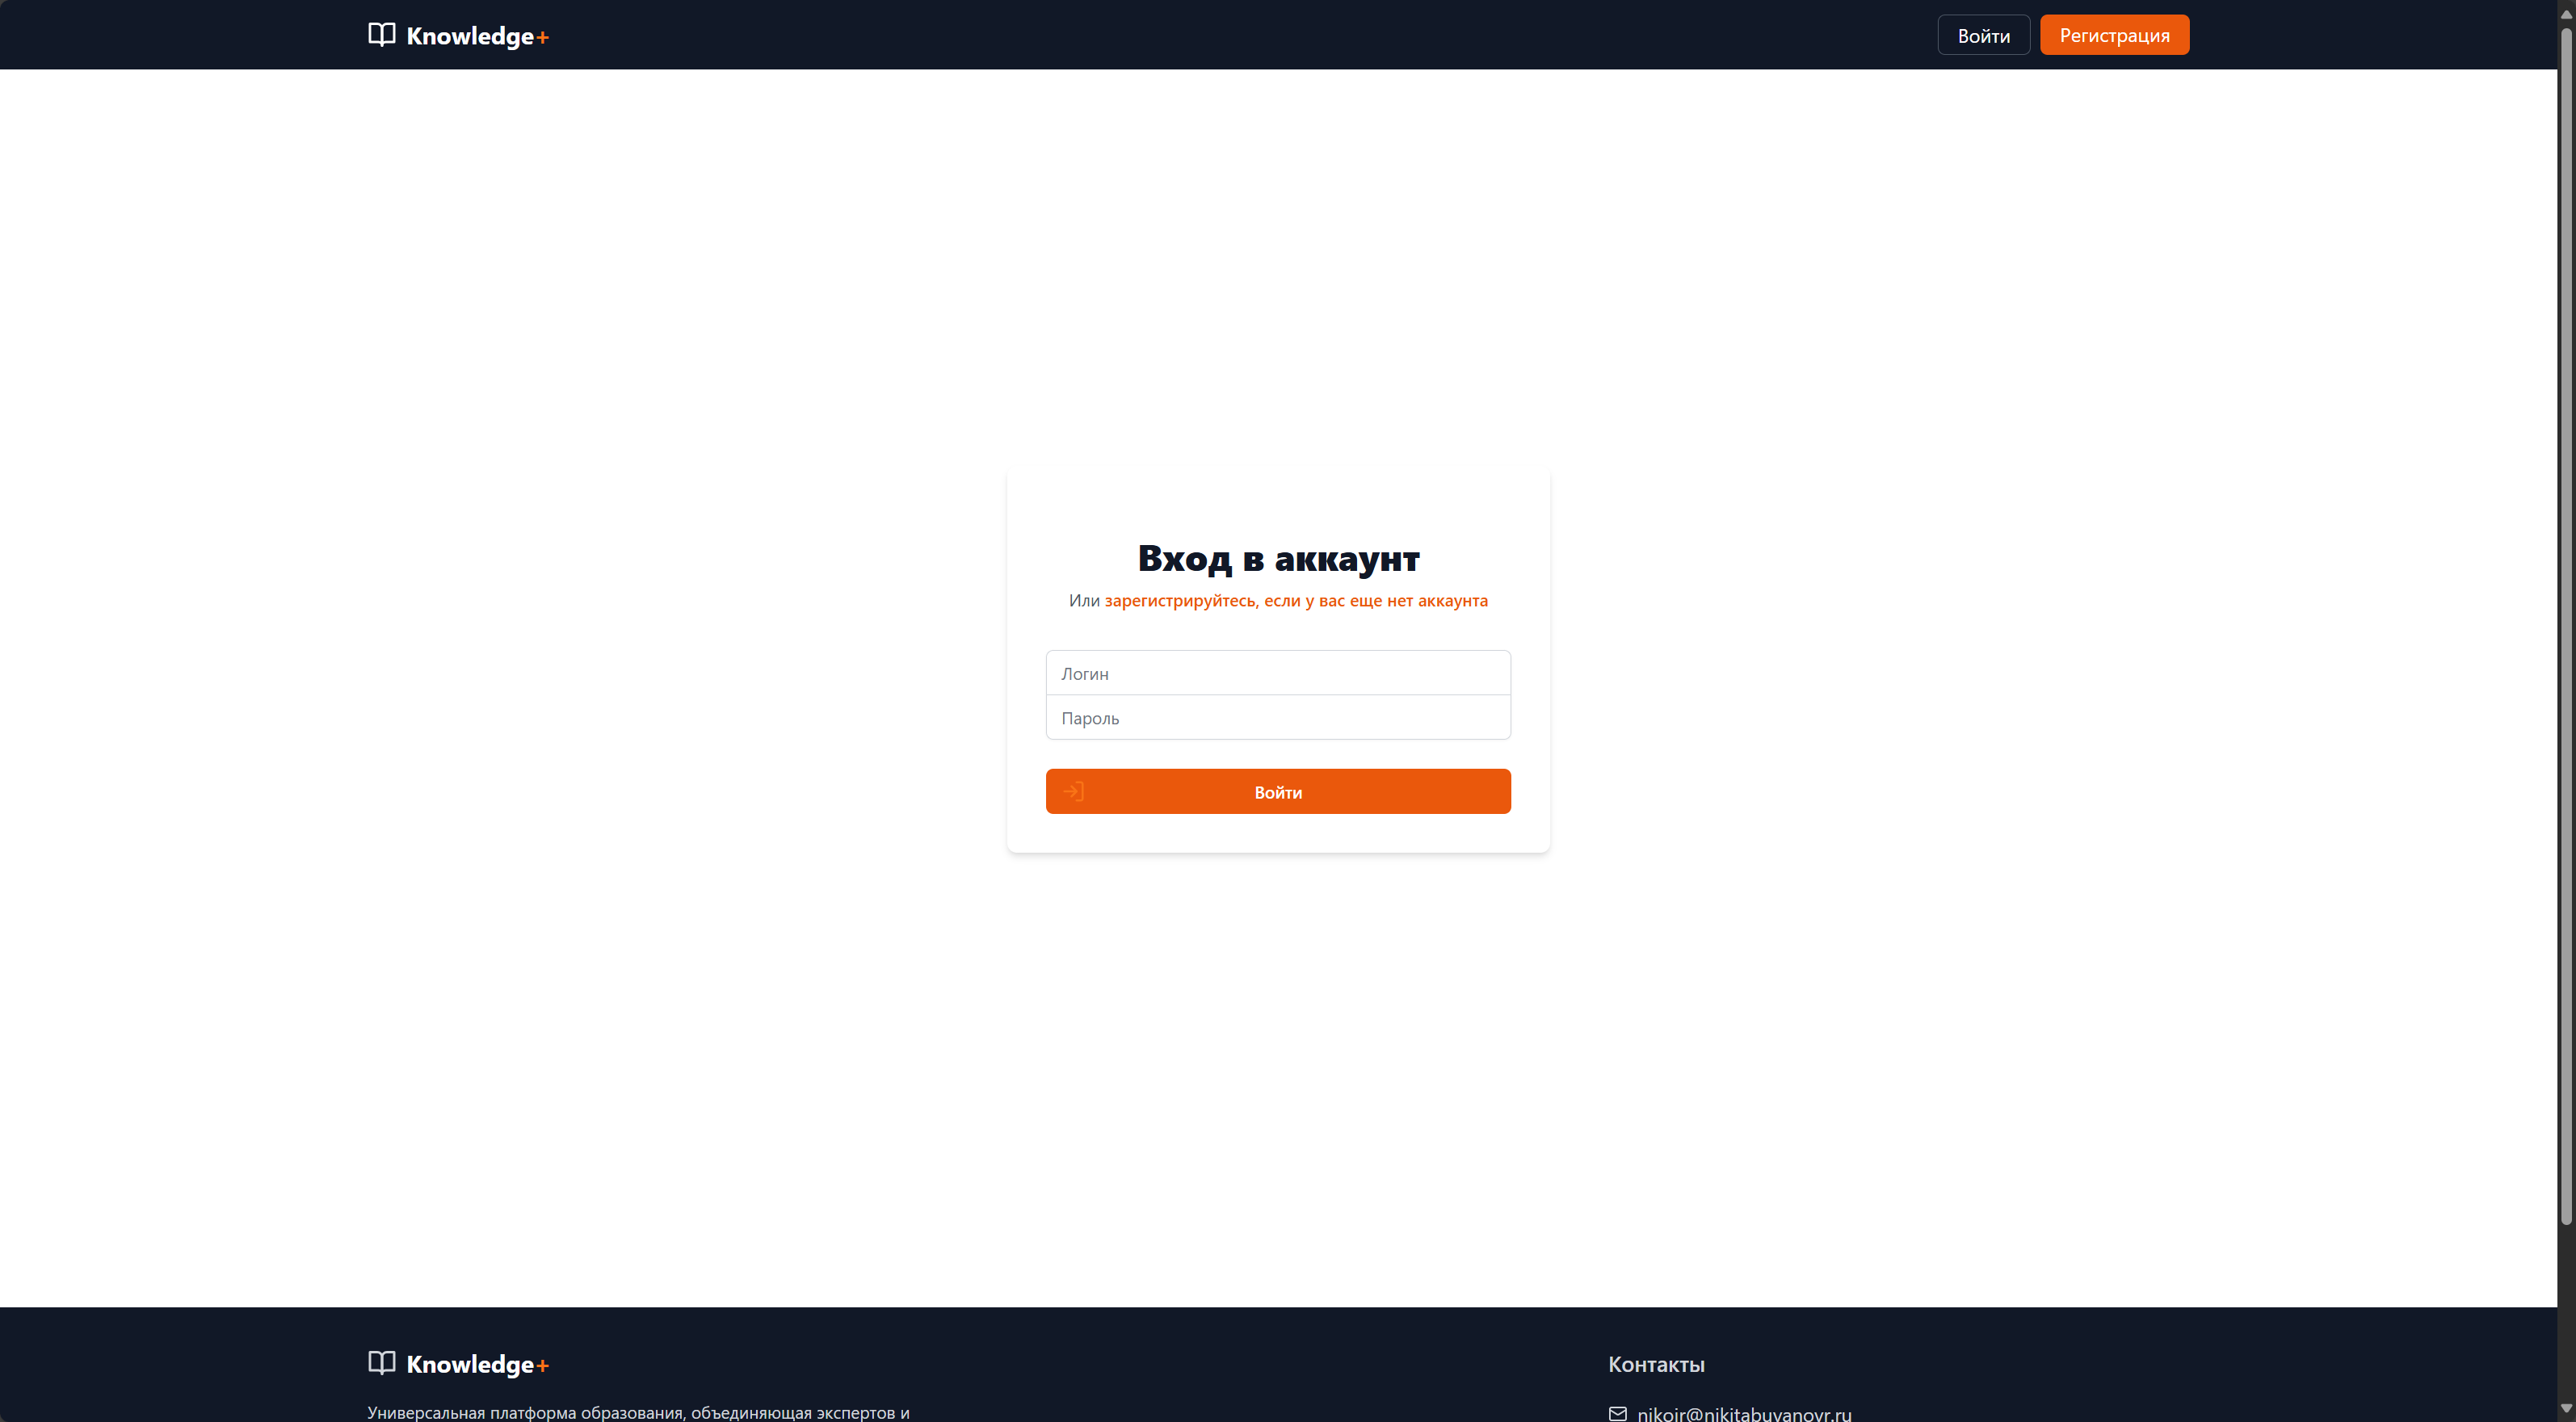 Knowledge+
Войти
Регистрация
Вход в аккаунт
Или зарегистрируйтесь, если у вас еще нет аккаунта
Логин
Пароль
Войти
Knowledge+
Контакты
Универсальная платформа образования, объединяющая экспертов и
nikoir@nikitabuyanovr.ru